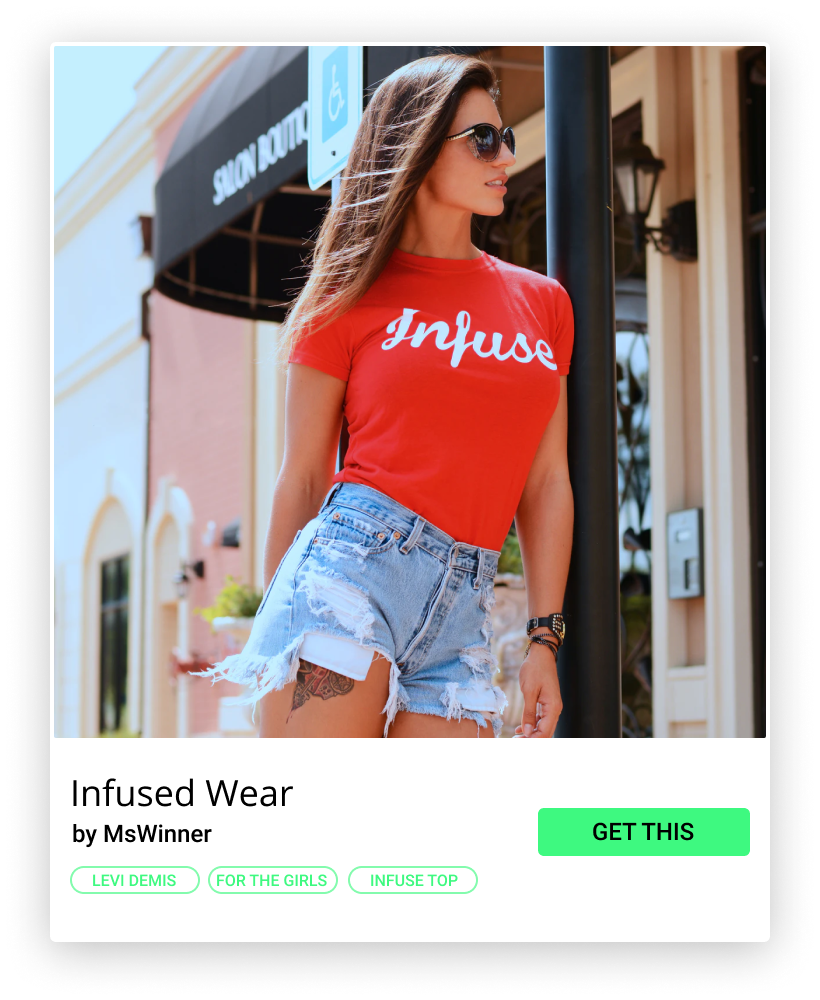 SALON BOUTIQ
Infuse
Infused Wear
by MsWinner
GET THIS
LEVI DEMIS
FOR THE GIRLS
INFUSE TOP